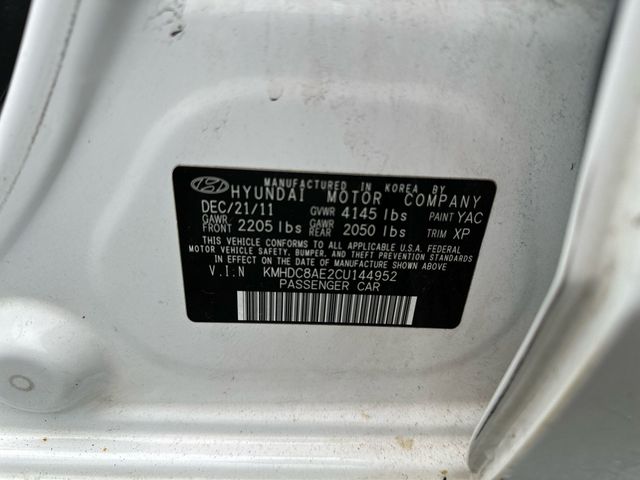 MANUFACTURED IN KOREA BY
HYUNDAI MOTOR COMPANY
DEC/21/11 GVWR 4145 lbs PAINT YAC
GAWR FRONT 2205 lbs GAWR REAR 2050 lbs TRIM XP
THIS VEHICLE CONFORMS TO ALL APPLICABLE U.S.A. FEDERAL
MOTOR VEHICLE SAFETY, BUMPER, AND THEFT PREVENTION STANDARDS
IN EFFECT ON THE DATE OF MANUFACTURE SHOWN ABOVE
V.I.N KMHDC8AE2CU144952
PASSENGER CAR